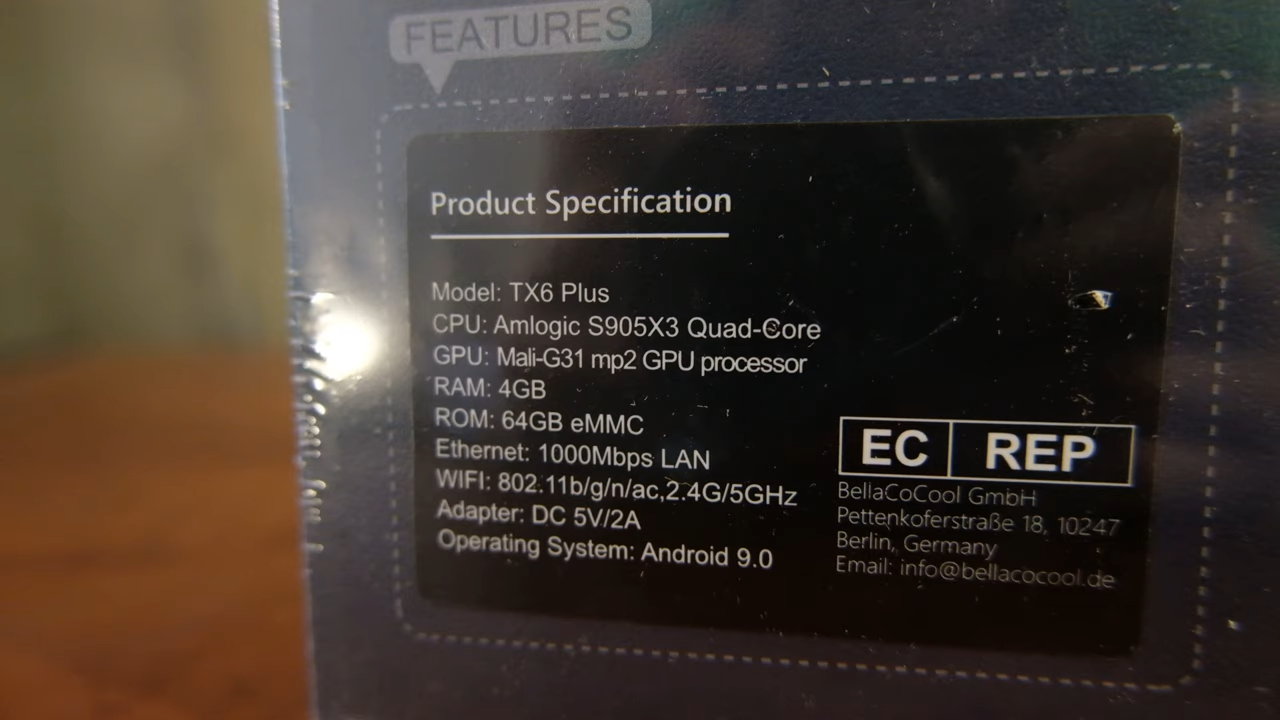 FEATURES
Product Specification
Model: TX6 Plus
CPU: Amlogic S905X3 Quad-Core
GPU: Mali-G31 mp2 GPU processor
RAM: 4GB
ROM: 64GB eMMC
Ethernet: 1000Mbps LAN
WIFI: 802.11b/g/n/ac,2.4G/5GHz
Adapter: DC 5V/2A
Operating System: Android 9.0
EC REP
BellaCoCool GmbH
Pettenkoferstraße 18, 10247
Berlin, Germany
Email: info@bellacocool.de